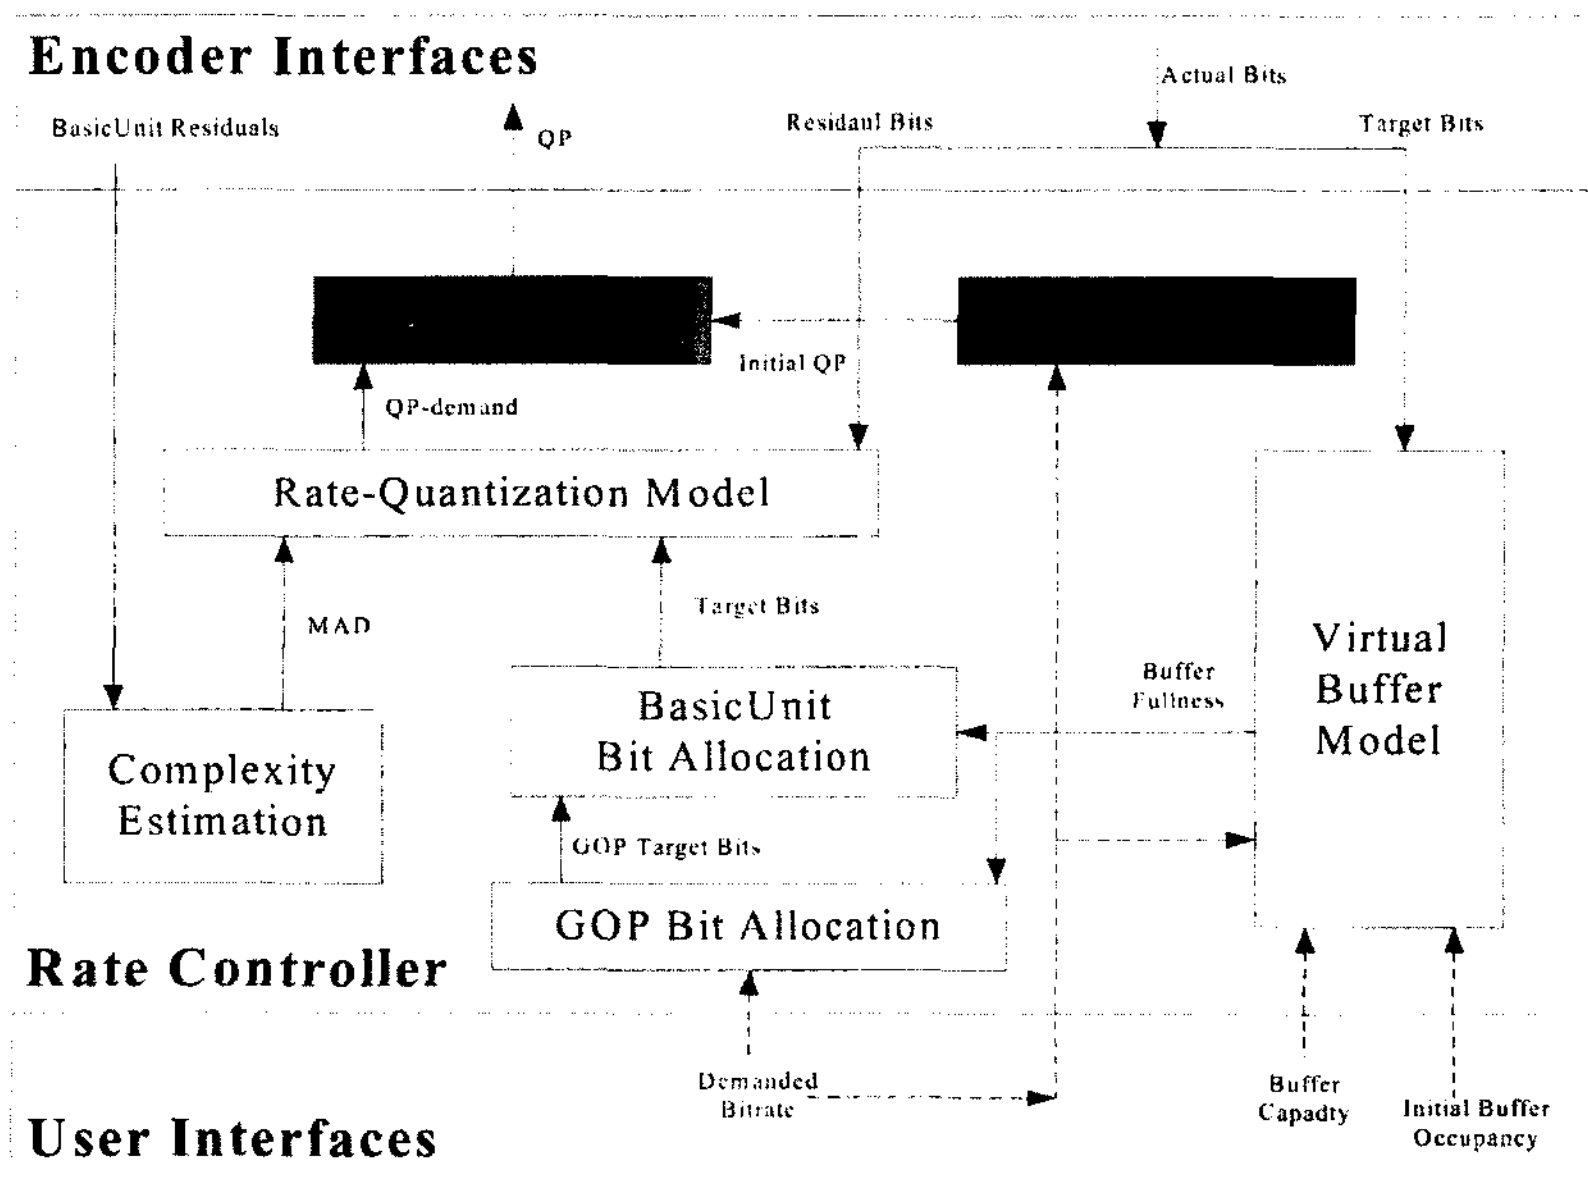 Encoder Interfaces
Actual Bits
BasicUnit Residuals
QP
Residaul Bits
Target Bits
Initial QP
QP-demand
Rate-Quantization Model
MAD
Target Bits
Virtual
Buffer
Model
Buffer
Fullness
BasicUnit
Bit Allocation
Complexity
Estimation
GOP Target Bits
GOP Bit Allocation
Rate Controller
Demanded
Bitrate
Buffer
Capadty
Initial Buffer
Occupancy
User Interfaces